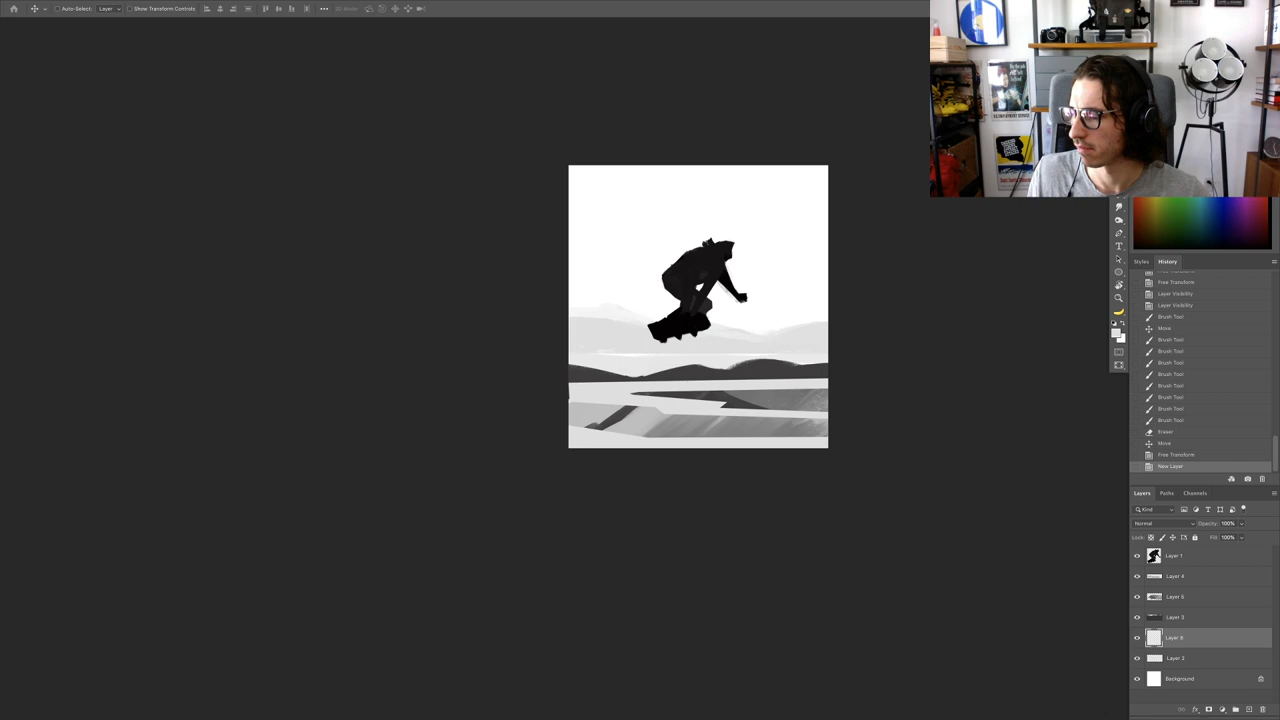 Auto-Select: Layer
Show Transform Controls
3D Mode:
Styles History
Free Transform
Layer Visibility
Layer Visibility
Brush Tool
Move
Brush Tool
Brush Tool
Brush Tool
Brush Tool
Brush Tool
Brush Tool
Brush Tool
Brush Tool
Eraser
Move
Free Transform
New Layer
Layers Paths Channels
Kind
Normal Opacity: 100%
Lock: Fill: 100%
Layer 1
Layer 4
Layer 5
Layer 3
Layer 6
Layer 2
Background